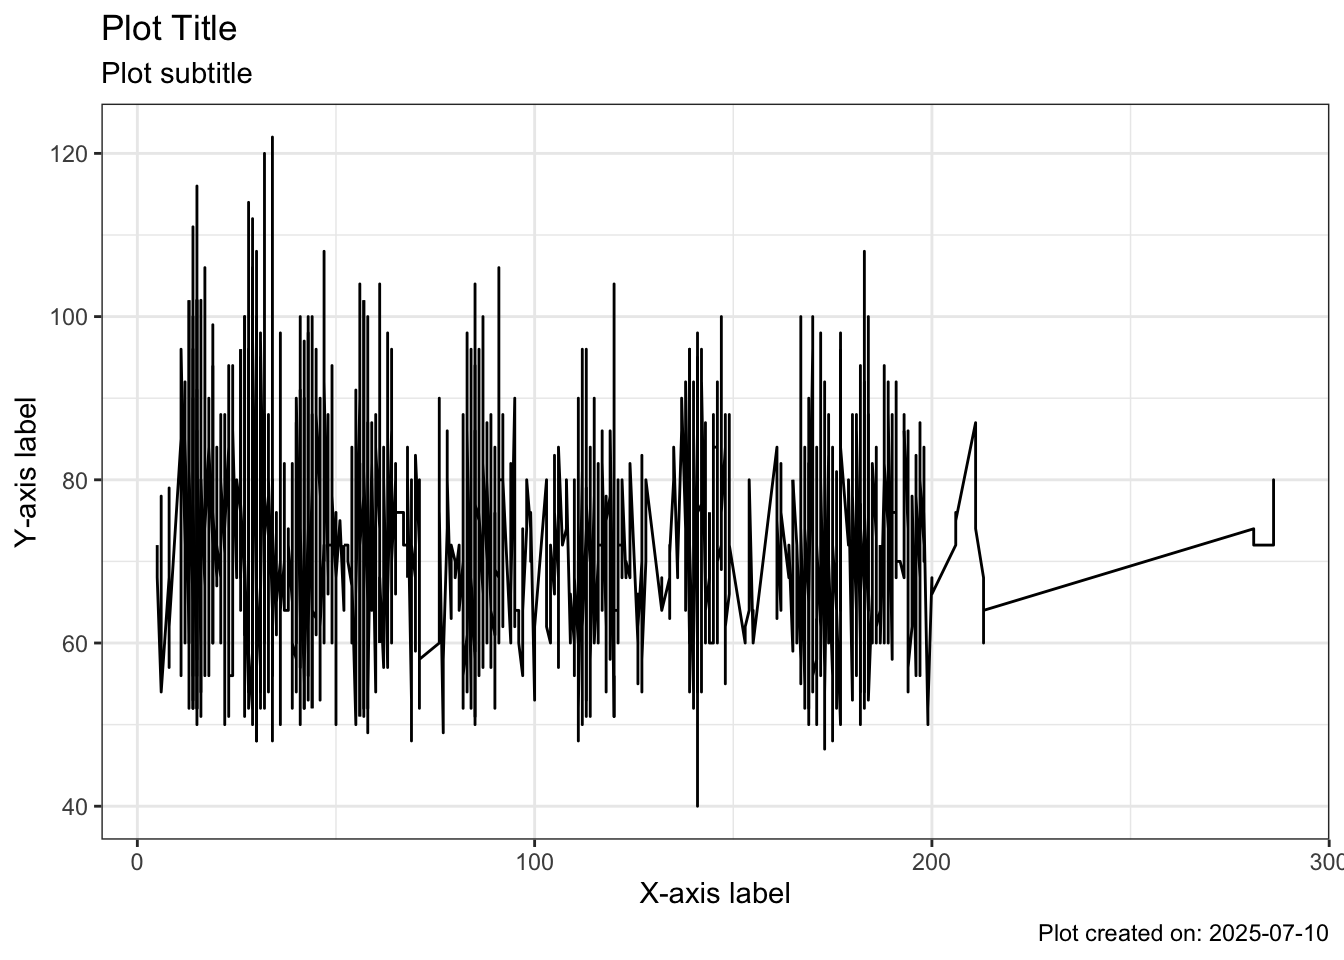 Plot Title
Plot subtitle
120
100
80
60
40
Y-axis label
0 100 200 300
X-axis label
Plot created on: 2025-07-10